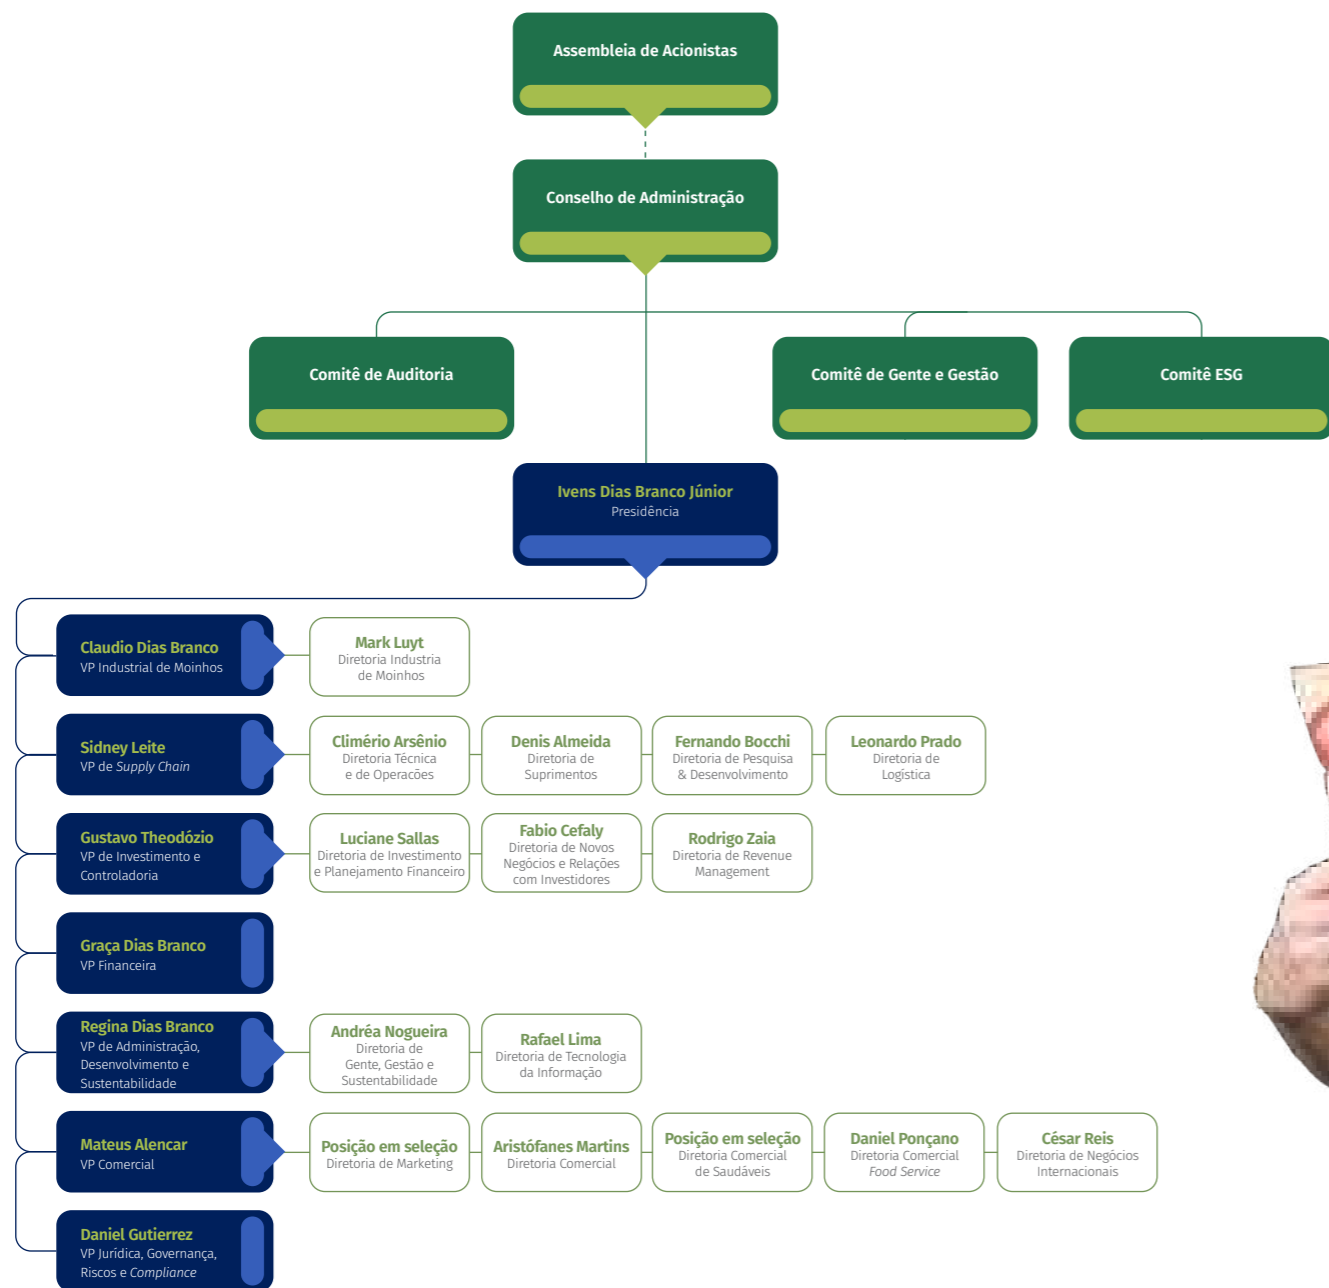 Assembleia de Acionistas
Conselho de Administração
Comitê de Auditoria
Comitê de Gente e Gestão
Comitê ESG
Ivens Dias Branco Júnior
Presidência
Claudio Dias Branco
VP Industrial de Moinhos
Mark Luyt
Diretoria Industria
de Moinhos
Sidney Leite
VP de Supply Chain
Climério Arsênio
Diretoria Técnica
e de Operacões
Denis Almeida
Diretoria de
Suprimentos
Fernando Bocchi
Diretoria de Pesquisa
& Desenvolvimento
Leonardo Prado
Diretoria de
Logística
Gustavo Theodózio
VP de Investimento e
Controladoria
Luciane Sallas
Diretoria de Investimento
e Planejamento Financeiro
Fabio Cefaly
Diretoria de Novos
Negócios e Relações
com Investidores
Rodrigo Zaia
Diretoria de Revenue
Management
Graça Dias Branco
VP Financeira
Regina Dias Branco
VP de Administração,
Desenvolvimento e
Sustentabilidade
Andréa Nogueira
Diretoria de
Gente, Gestão e
Sustentabilidade
Rafael Lima
Diretoria de Tecnologia
da Informação
Mateus Alencar
VP Comercial
Posição em seleção
Diretoria de Marketing
Aristófanes Martins
Diretoria Comercial
Posição em seleção
Diretoria Comercial
de Saudáveis
Daniel Ponçano
Diretoria Comercial
Food Service
César Reis
Diretoria de Negócios
Internacionais
Daniel Gutierrez
VP Jurídica, Governança,
Riscos e Compliance